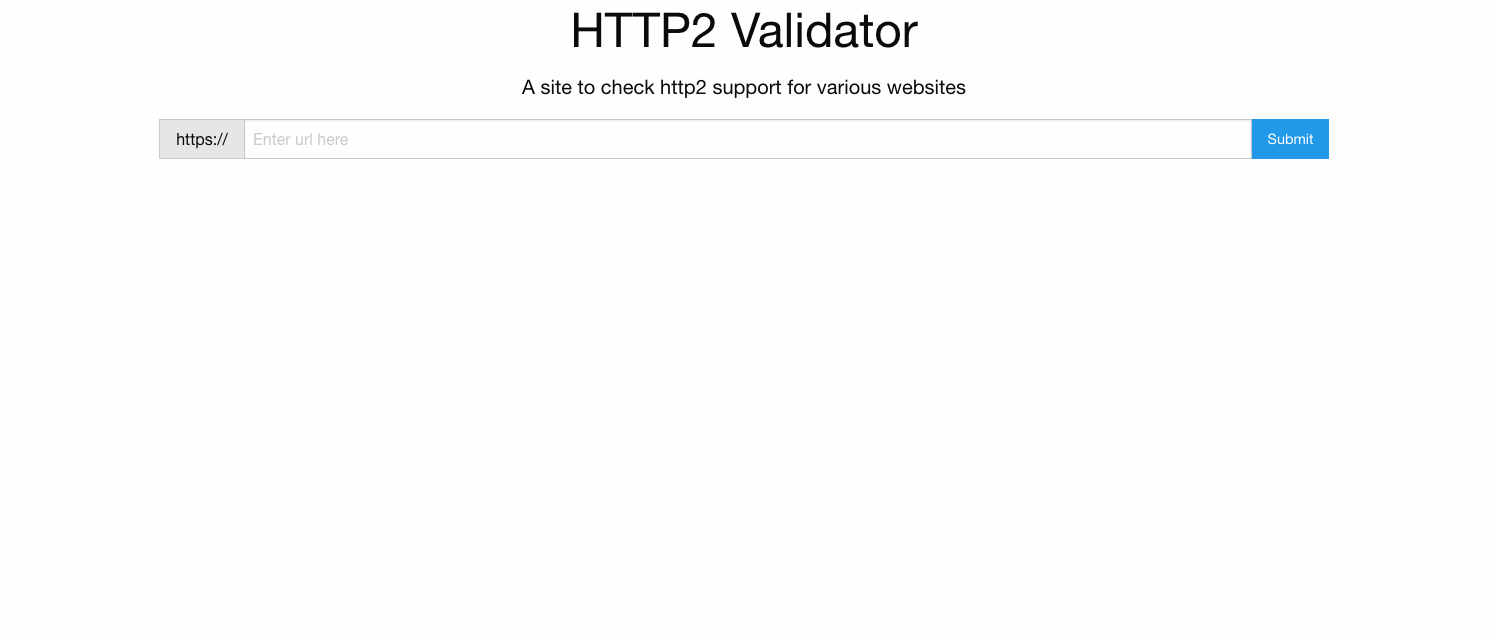 HTTP2 Validator
A site to check http2 support for various websites
https:// Enter url here Submit